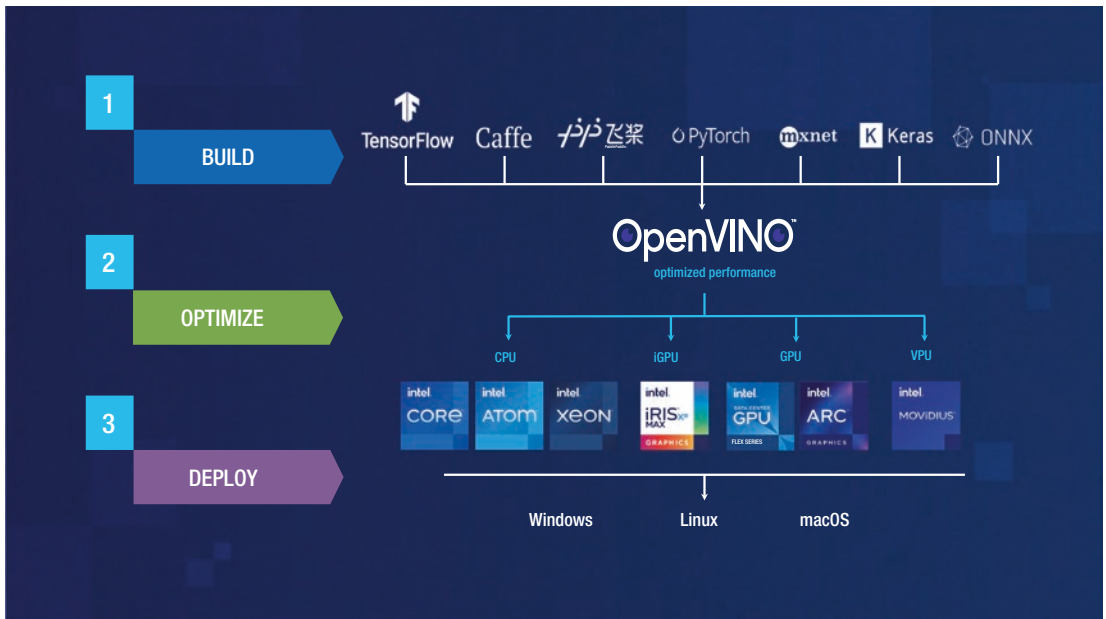 1
BUILD
TensorFlow
Caffe
飞桨
PyTorch
mxnet
K Keras
ONNX
OpenVINO™
optimized performance
2
OPTIMIZE
CPU
iGPU
GPU
VPU
intel
CORE
intel
ATOM
intel
XEON
intel
IRIS Xe
MAX
GRAPHICS
intel
DATA CENTER
GPU
FLEX SERIES
intel
ARC
GRAPHICS
intel
MOVIDIUS
3
DEPLOY
Windows
Linux
macOS